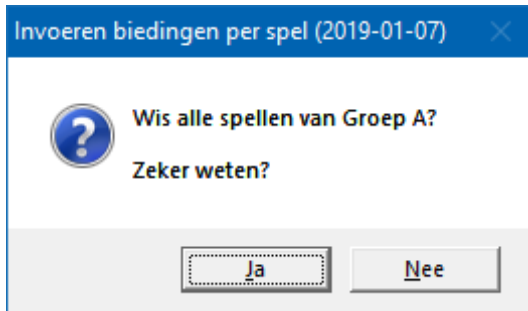 Invoeren biedingen per spel (2019-01-07)
Wis alle spellen van Groep A?
Zeker weten?
Ja Nee